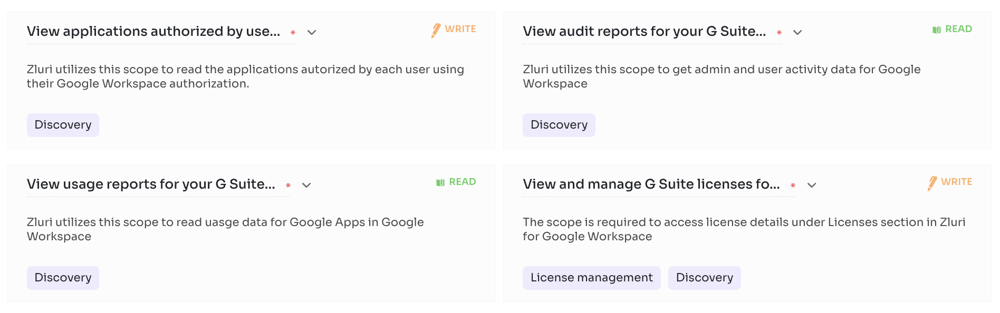 View applications authorized by use... *
WRITE
Zluri utilizes this scope to read the applications autorized by each user using
their Google Workspace authorization.
Discovery
View audit reports for your G Suite... *
READ
Zluri utilizes this scope to get admin and user activity data for Google
Workspace
Discovery
View usage reports for your G Suite... *
READ
Zluri utilizes this scope to read uasge data for Google Apps in Google
Workspace
Discovery
View and manage G Suite licenses fo... *
WRITE
The scope is required to access license details under Licenses section in Zluri
for Google Workspace
License management
Discovery